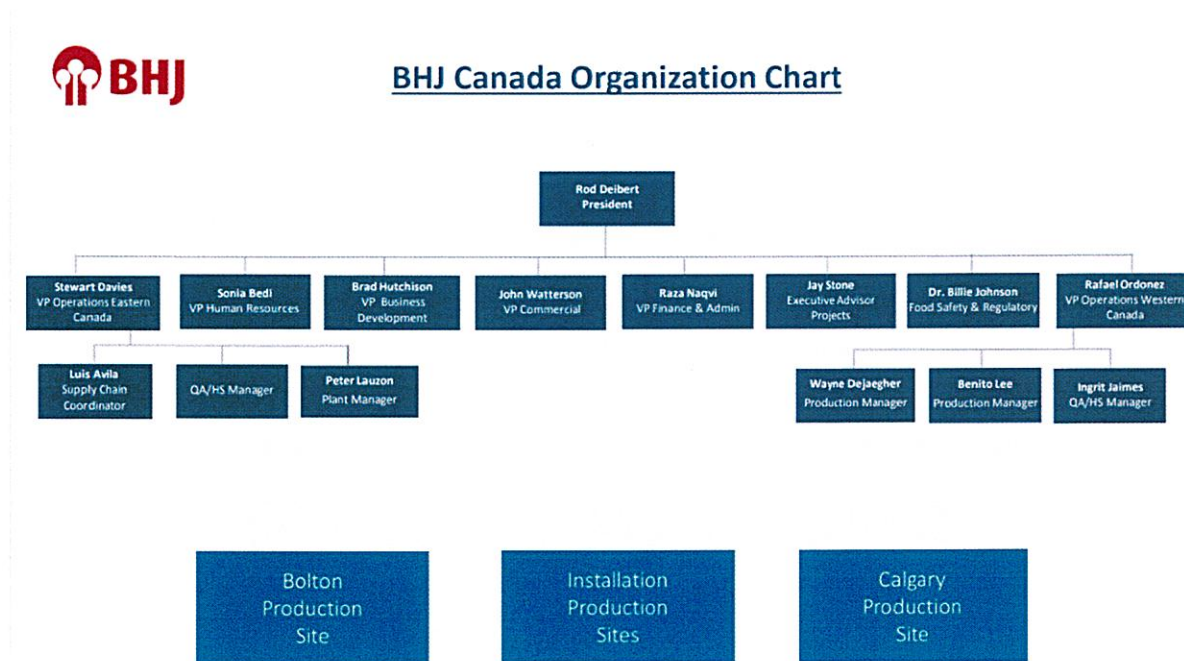 BHJ
BHJ Canada Organization Chart
Rod Deibert
President
Stewart Davies
VP Operations Eastern
Canada
Sonia Bedi
VP Human Resources
Brad Hutchison
VP Business
Development
John Watterson
VP Commercial
Raza Naqvi
VP Finance & Admin
Jay Stone
Executive Advisor
Projects
Dr. Billie Johnson
Food Safety & Regulatory
Rafael Ordonez
VP Operations Western
Canada
Luis Avila
Supply Chain
Coordinator
QA/HS Manager
Peter Lauzon
Plant Manager
Wayne Dejaegher
Production Manager
Benito Lee
Production Manager
Ingrit Jaimes
QA/HS Manager
Bolton
Production
Site
Installation
Production
Sites
Calgary
Production
Site